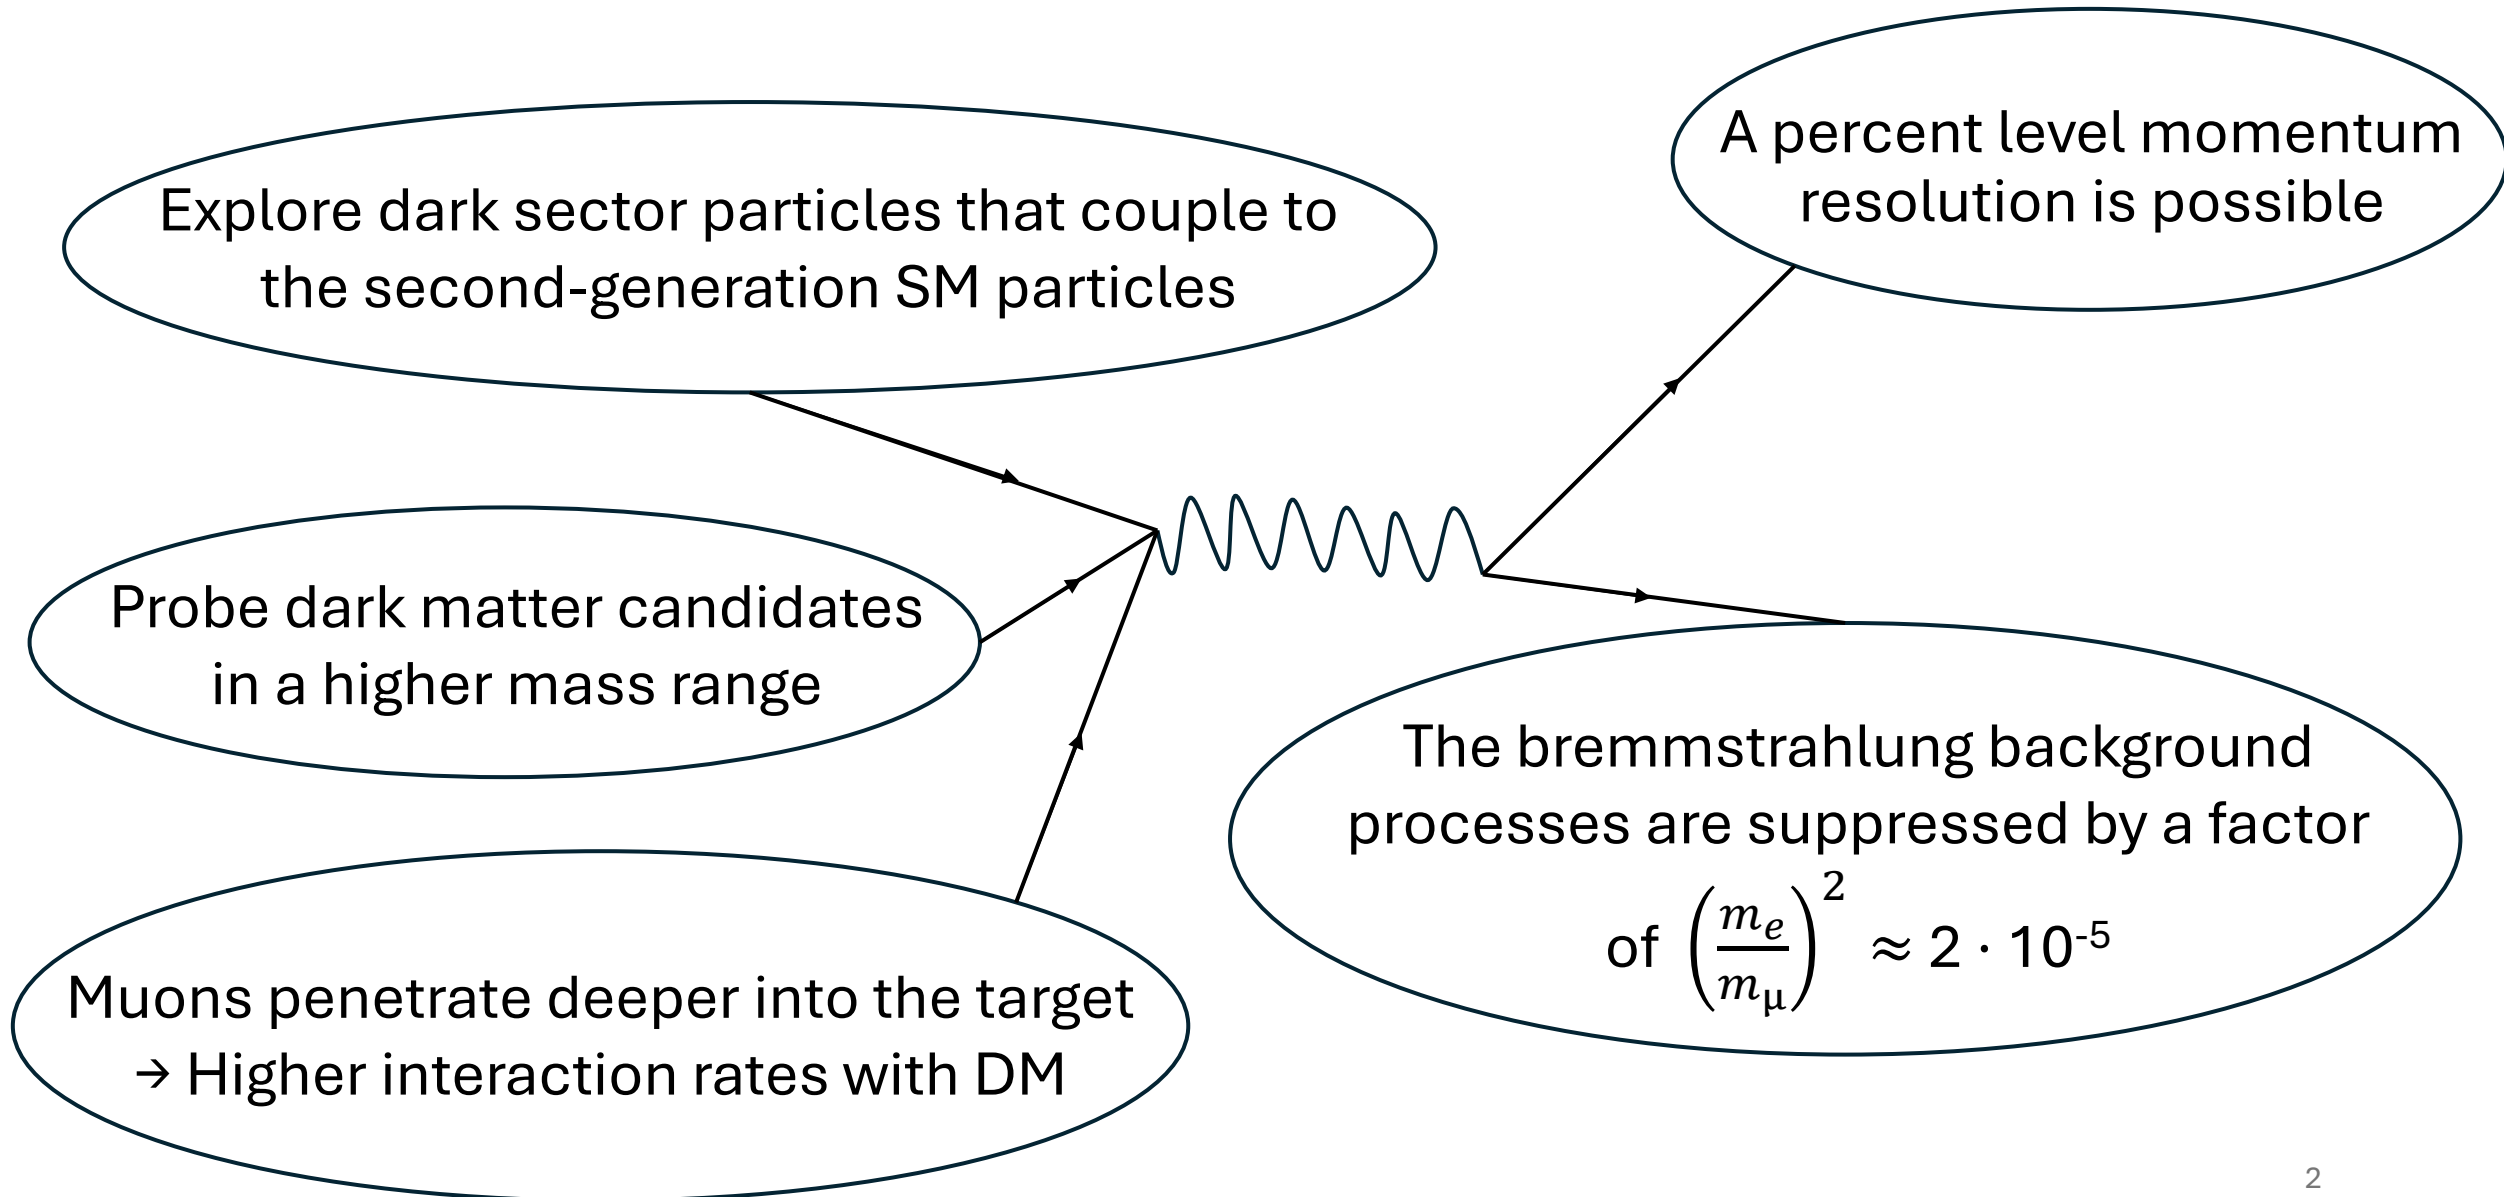 Explore dark sector particles that couple to
the second-generation SM particles
A percent level momentum
resolution is possible
Probe dark matter candidates
in a higher mass range
Muons penetrate deeper into the target
→ Higher interaction rates with DM
The bremmstrahlung background
processes are suppressed by a factor
of (mₑ/m_μ)² ≈ 2 · 10⁻⁵
2